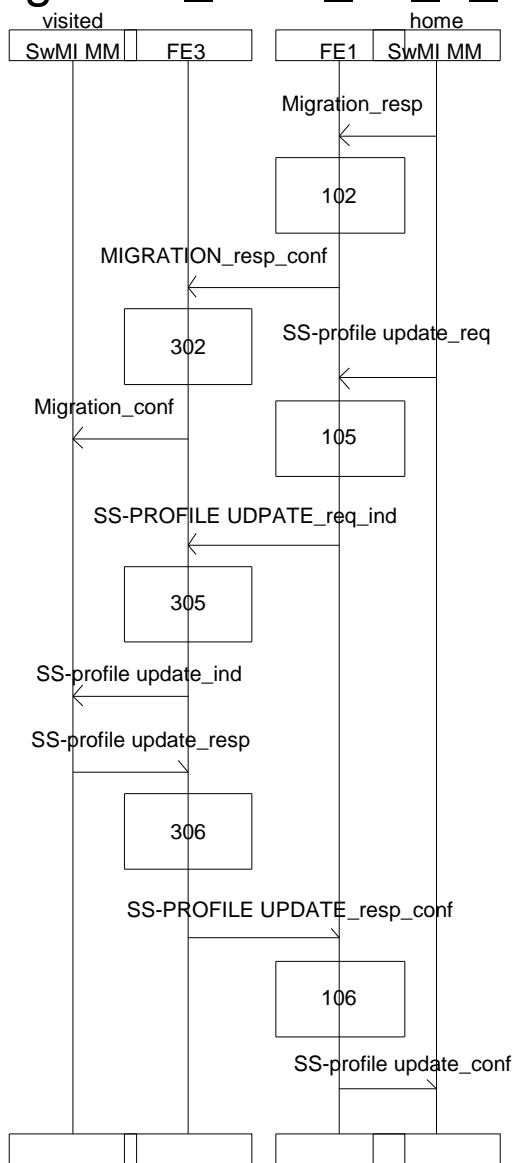 visited
home
SwMI MM FE3 FE1 SwMI MM
Migration_resp
102
MIGRATION_resp_conf
302
SS-profile update_req
Migration_conf
105
SS-PROFILE UDPATE_req_ind
305
SS-profile update_ind
SS-profile update_resp
306
SS-PROFILE UPDATE_resp_conf
106
SS-profile update_conf